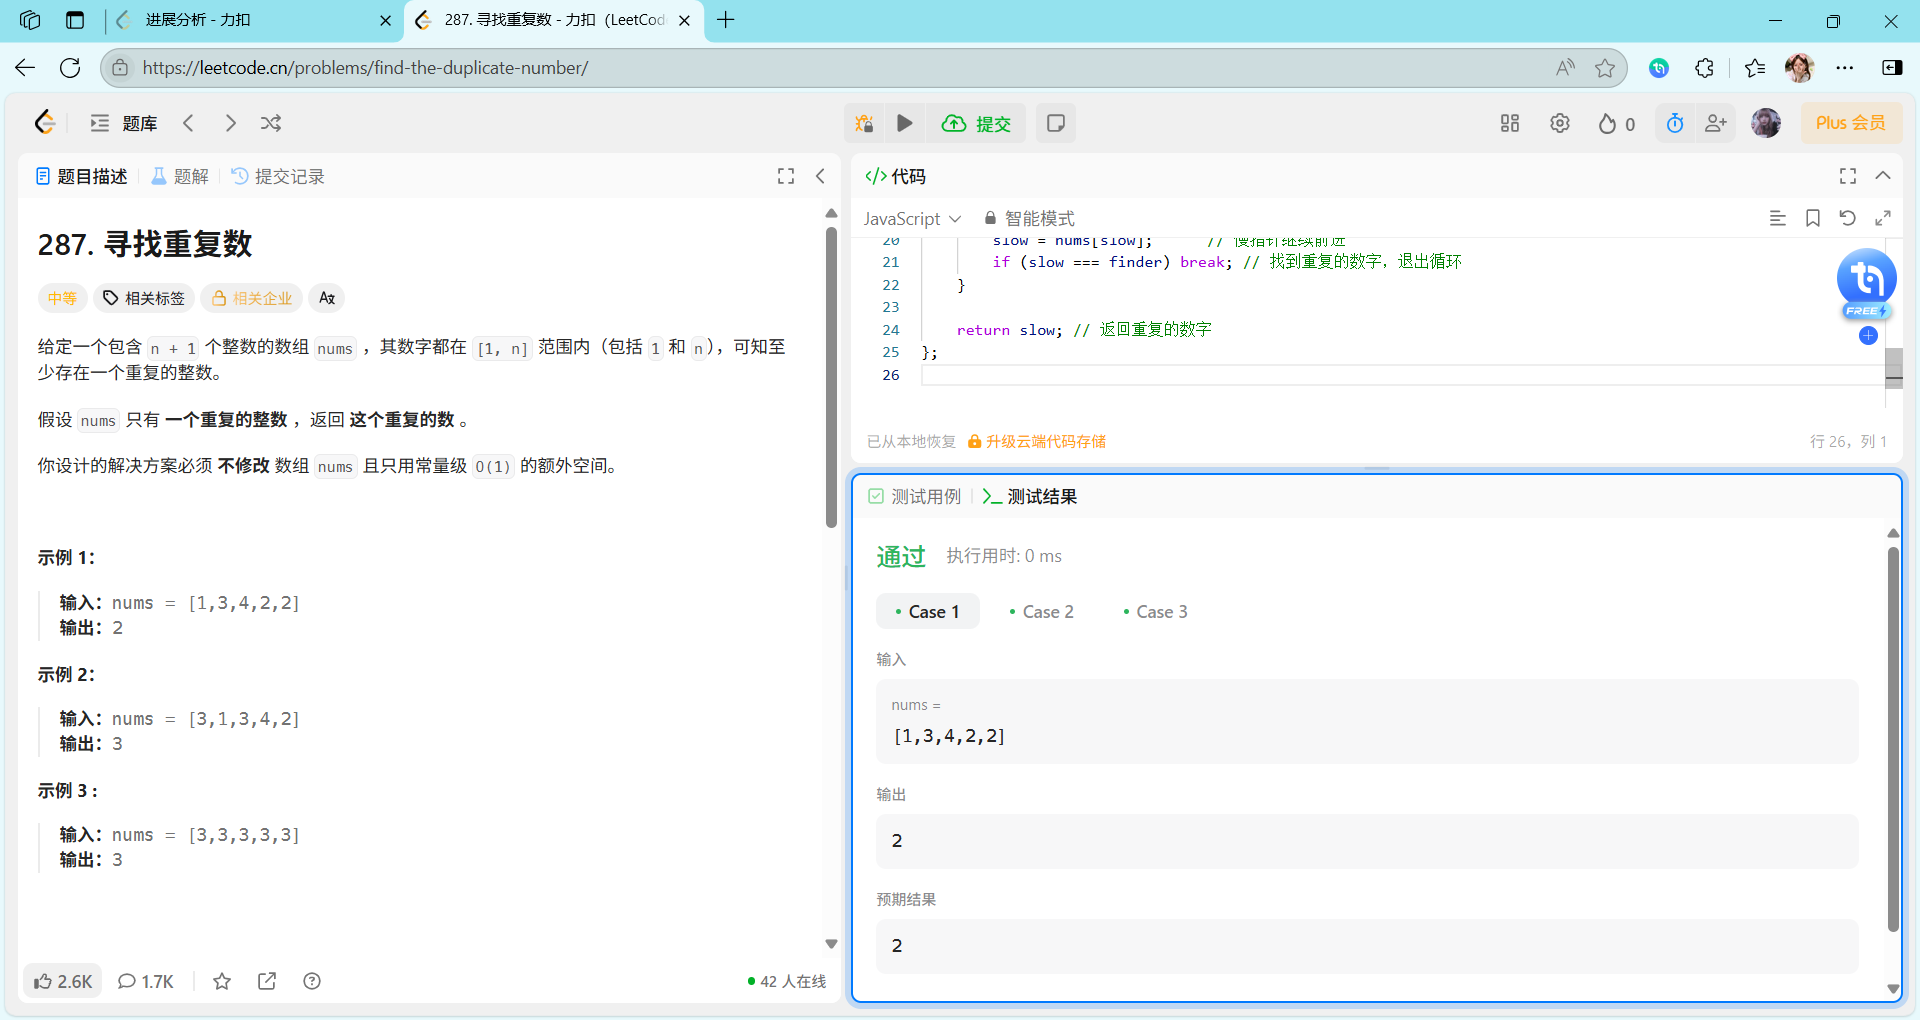 进展分析 - 力扣
287. 寻找重复数 - 力扣（LeetCod
https://leetcode.cn/problems/find-the-duplicate-number/
题库
提交
0
Plus 会员
题目描述
题解
提交记录
287. 寻找重复数
中等
相关标签
相关企业
给定一个包含 n + 1 个整数的数组 nums ，其数字都在 [1, n] 范围内（包括 1 和 n），可知至
少存在一个重复的整数。
假设 nums 只有 一个重复的整数 ，返回 这个重复的数 。
你设计的解决方案必须 不修改 数组 nums 且只用常量级 O(1) 的额外空间。
示例 1：
输入：nums = [1,3,4,2,2]
输出：2
示例 2：
输入：nums = [3,1,3,4,2]
输出：3
示例 3 :
输入：nums = [3,3,3,3,3]
输出：3
2.6K
1.7K
42 人在线
</> 代码
JavaScript
智能模式
20 slow = nums[slow]; // 慢指针继续前进
21 if (slow === finder) break; // 找到重复的数字，退出循环
22 }
23
24 return slow; // 返回重复的数字
25 };
26
FREE
已从本地恢复
升级云端代码存储
行 26，列 1
测试用例
测试结果
通过
执行用时: 0 ms
Case 1
Case 2
Case 3
输入
nums =
[1,3,4,2,2]
输出
2
预期结果
2